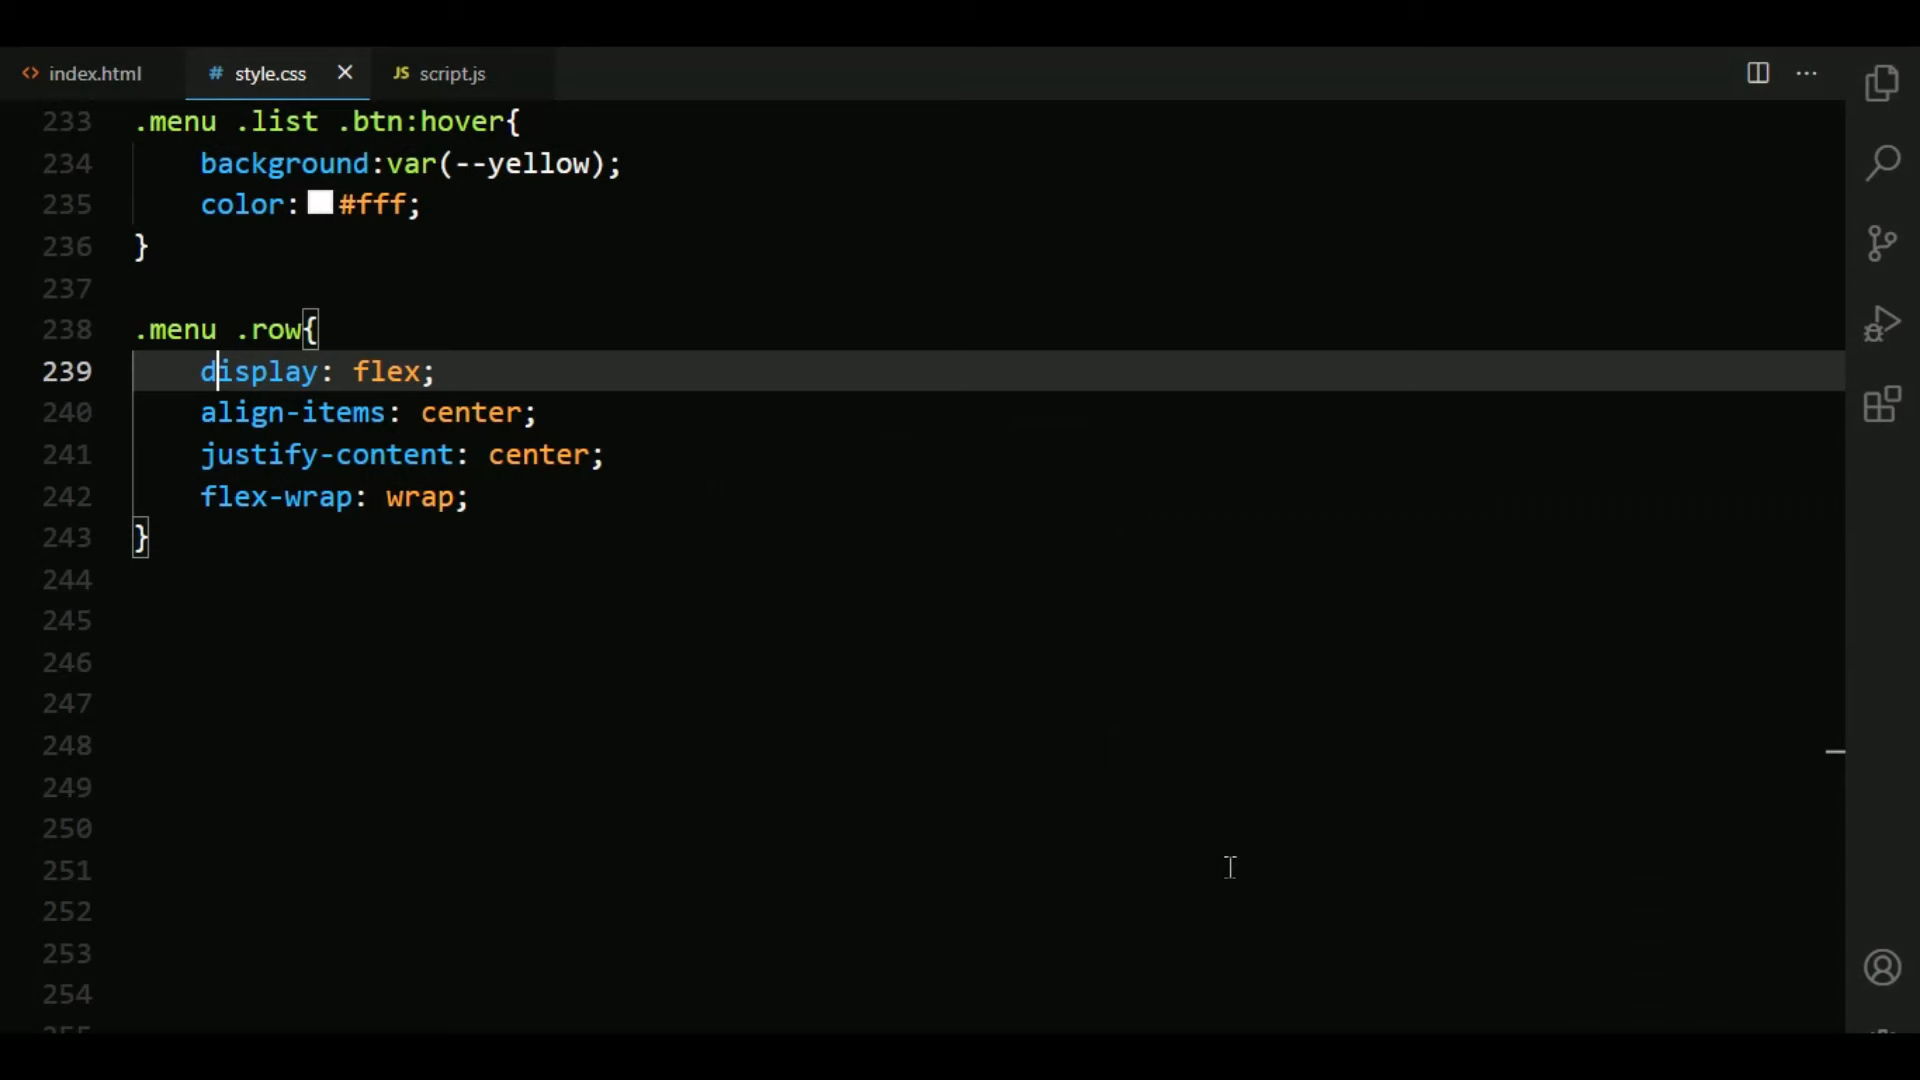 index.html
style.css
JS script.js
233 .menu .list .btn:hover{
234 background:var(--yellow);
235 color: #fff;
236 }
237
238 .menu .row{
239 display: flex;
240 align-items: center;
241 justify-content: center;
242 flex-wrap: wrap;
243 }
244
245
246
247
248
249
250
251
252
253
254